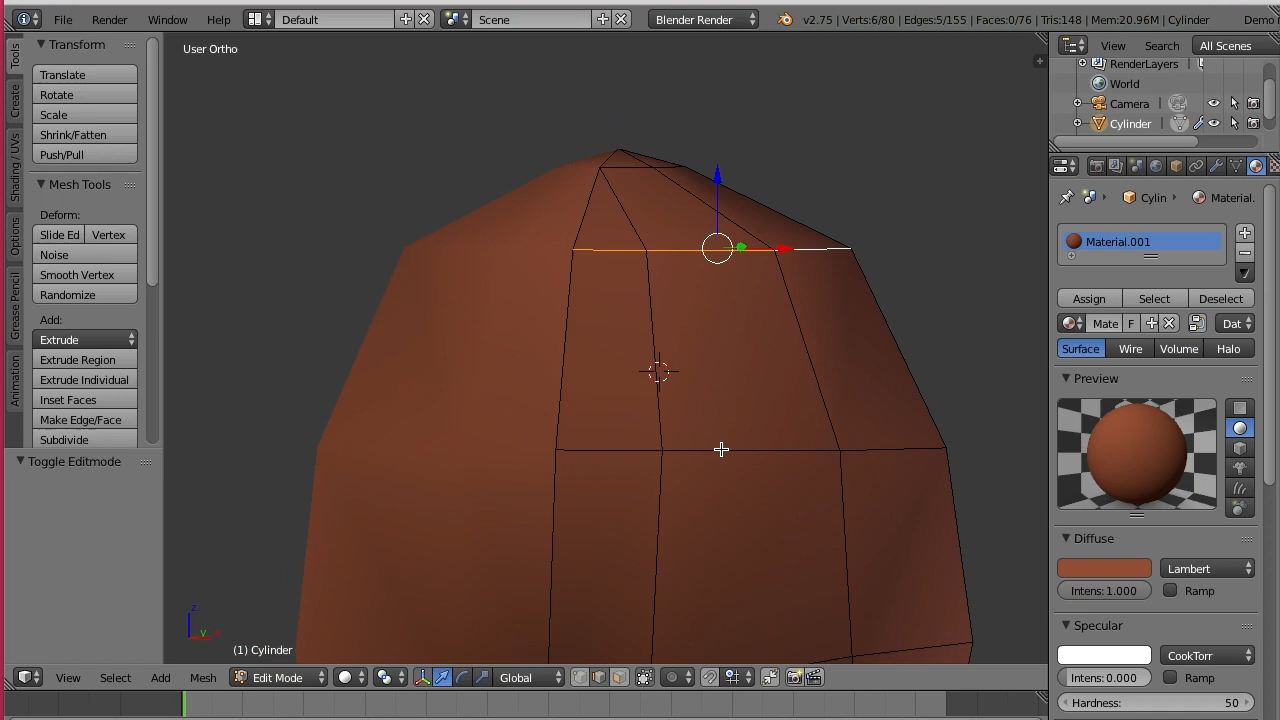 File Render Window Help Default Scene Blender Render v2.75 | Verts:6/80 | Edges:5/155 | Faces:0/76 | Tris:148 | Mem:20.96M | Cylinder Demo
Tools
Create
Shading / UVs
Options
Grease Pencil
Animation
Transform
Translate
Rotate
Scale
Shrink/Fatten
Push/Pull
Mesh Tools
Deform:
Slide Ed Vertex
Noise
Smooth Vertex
Randomize
Add:
Extrude
Extrude Region
Extrude Individual
Inset Faces
Make Edge/Face
Subdivide
Toggle Editmode
User Ortho
z
y x
(1) Cylinder
View Select Add Mesh Edit Mode Global
View Search All Scenes
RenderLayers
World
Camera
Cylinder
Cylin Material.
Material.001
Assign Select Deselect
Mate F Dat
Surface Wire Volume Halo
Preview
Diffuse
Lambert
Intens: 1.000 Ramp
Specular
CookTorr
Intens: 0.000 Ramp
Hardness: 50